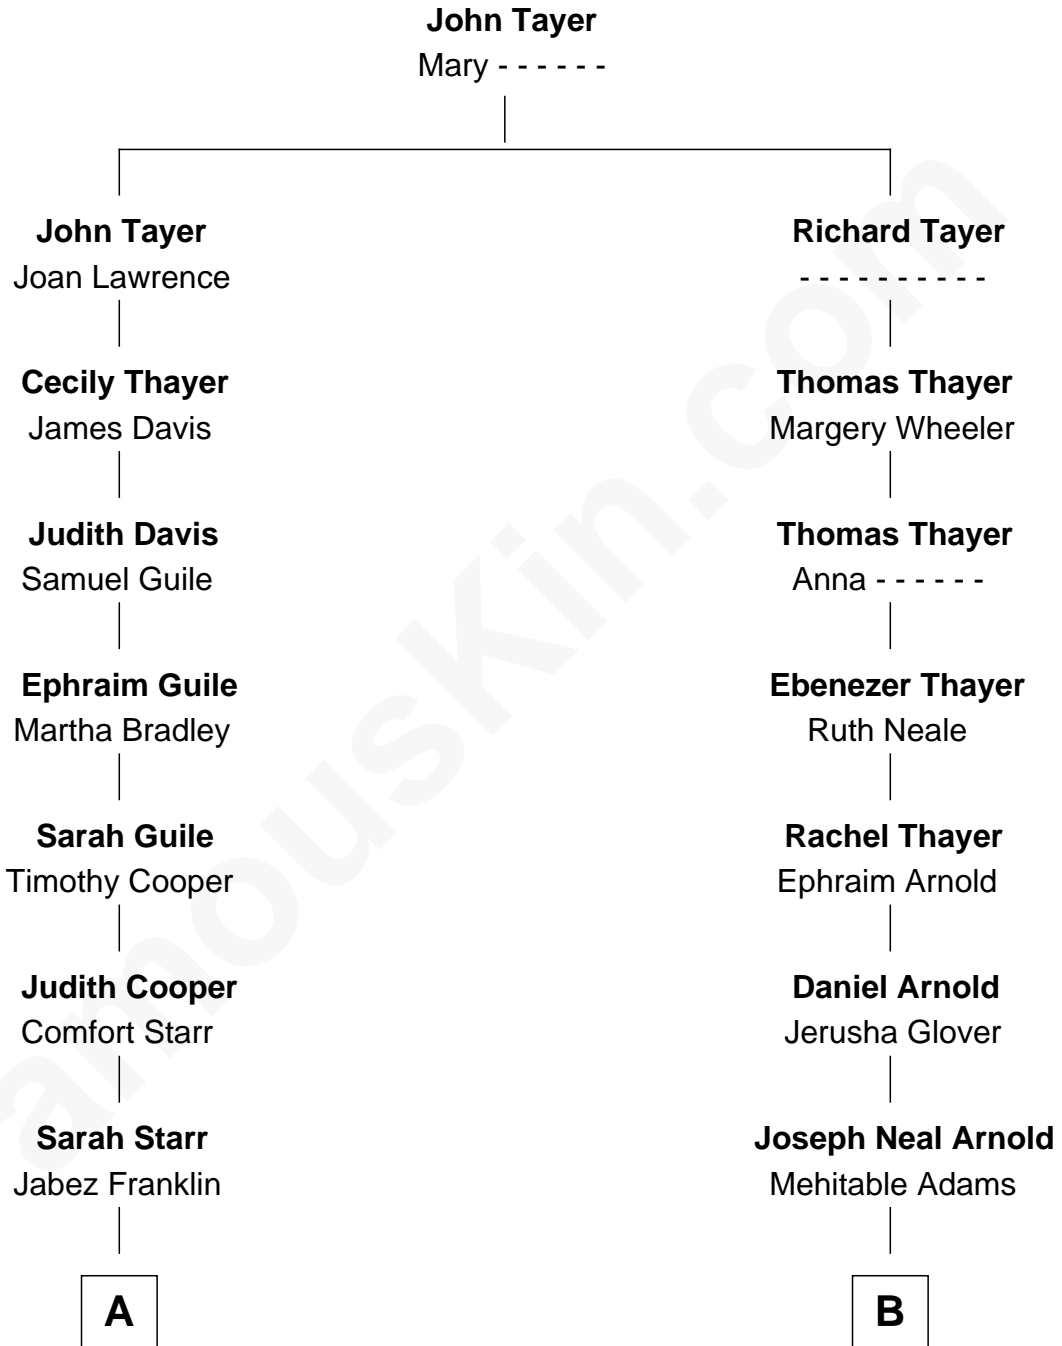 John Tayer
Mary - - - - - -
John Tayer
Joan Lawrence
Cecily Thayer
James Davis
Judith Davis
Samuel Guile
Ephraim Guile
Martha Bradley
Sarah Guile
Timothy Cooper
Judith Cooper
Comfort Starr
Sarah Starr
Jabez Franklin
A
Richard Tayer
- - - - - - - - - -
Thomas Thayer
Margery Wheeler
Thomas Thayer
Anna - - - - - -
Ebenezer Thayer
Ruth Neale
Rachel Thayer
Ephraim Arnold
Daniel Arnold
Jerusha Glover
Joseph Neal Arnold
Mehitable Adams
B
amousKin.com